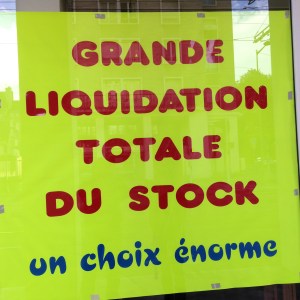 GRANDE
LIQUIDATION
TOTALE
DU STOCK
un choix énorme